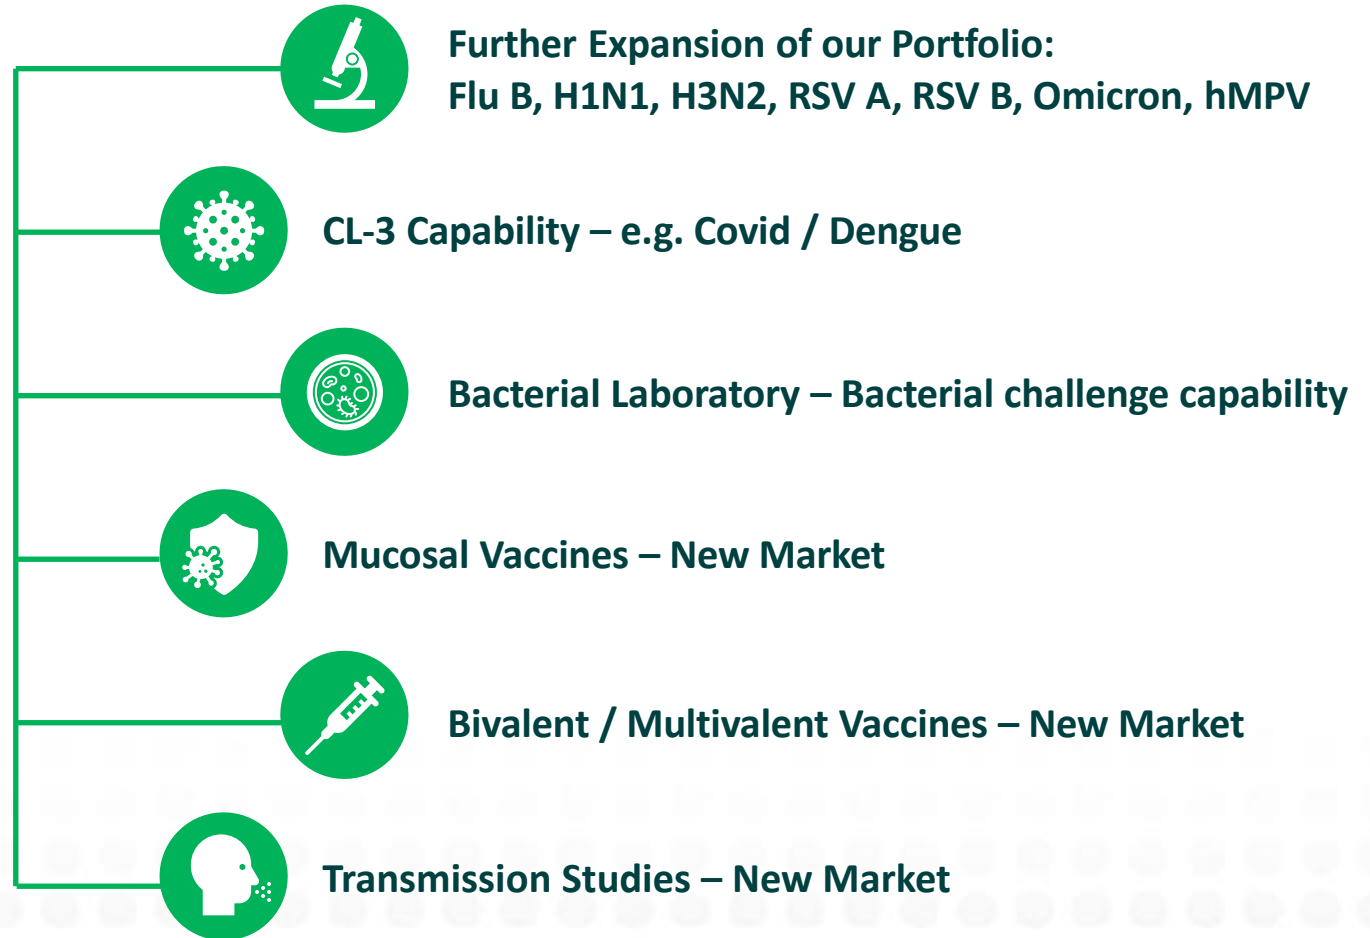 Further Expansion of our Portfolio:
Flu B, H1N1, H3N2, RSV A, RSV B, Omicron, hMPV
CL-3 Capability – e.g. Covid / Dengue
Bacterial Laboratory – Bacterial challenge capability
Mucosal Vaccines – New Market
Bivalent / Multivalent Vaccines – New Market
Transmission Studies – New Market